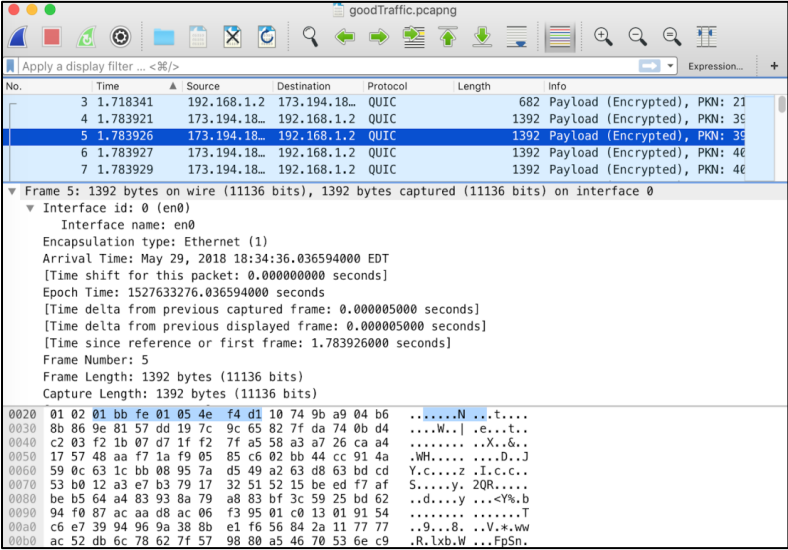 goodTraffic.pcapng
Apply a display filter ... <⌘/>
Expression...
+
No. Time Source Destination Protocol Length Info
3 1.718341 192.168.1.2 173.194.18… QUIC 682 Payload (Encrypted), PKN: 21
4 1.783921 173.194.18… 192.168.1.2 QUIC 1392 Payload (Encrypted), PKN: 39
5 1.783926 173.194.18… 192.168.1.2 QUIC 1392 Payload (Encrypted), PKN: 39
6 1.783927 173.194.18… 192.168.1.2 QUIC 1392 Payload (Encrypted), PKN: 40
7 1.783929 173.194.18… 192.168.1.2 QUIC 1392 Payload (Encrypted), PKN: 40
Frame 5: 1392 bytes on wire (11136 bits), 1392 bytes captured (11136 bits) on interface 0
Interface id: 0 (en0)
Interface name: en0
Encapsulation type: Ethernet (1)
Arrival Time: May 29, 2018 18:34:36.036594000 EDT
[Time shift for this packet: 0.000000000 seconds]
Epoch Time: 1527633276.036594000 seconds
[Time delta from previous captured frame: 0.000005000 seconds]
[Time delta from previous displayed frame: 0.000005000 seconds]
[Time since reference or first frame: 1.783926000 seconds]
Frame Number: 5
Frame Length: 1392 bytes (11136 bits)
Capture Length: 1392 bytes (11136 bits)
0020 01 02 01 bb fe 01 05 4e f4 d1 10 74 9b a9 04 b6 .......N ...t....
0030 8b 86 9e 81 57 dd 19 7c 9c 65 82 7f da 74 0b d4 ....W..| .e...t..
0040 c2 03 f2 1b 07 d7 1f f2 7f a5 58 a3 a7 26 ca a4 ........ ..X..&..
0050 17 57 48 aa f7 1a f9 05 85 c6 02 bb 44 cc 91 4a .WH..... ....D..J
0060 59 0c 63 1c bb 08 95 7a d5 49 a2 63 d8 63 bd cd Y.c....z .I.c.c..
0070 53 b0 12 a3 e7 b3 79 17 32 51 52 15 be ed f7 af S.....y. 2QR.....
0080 be b5 64 a4 83 93 8a 79 a8 83 bf 3c 59 25 bd 62 ..d....y ...<Y%.b
0090 94 f0 87 ac aa d8 ac 06 f3 95 01 c0 13 01 91 54 ........ .......T
00a0 c6 e7 39 94 96 9a 38 8b e1 f6 56 84 2a 11 77 77 ..9...8. ..V.*.ww
00b0 ac 52 db 6c 78 62 7f 57 98 80 a5 46 70 53 6e c9 .R.lxb.W ...FpSn.